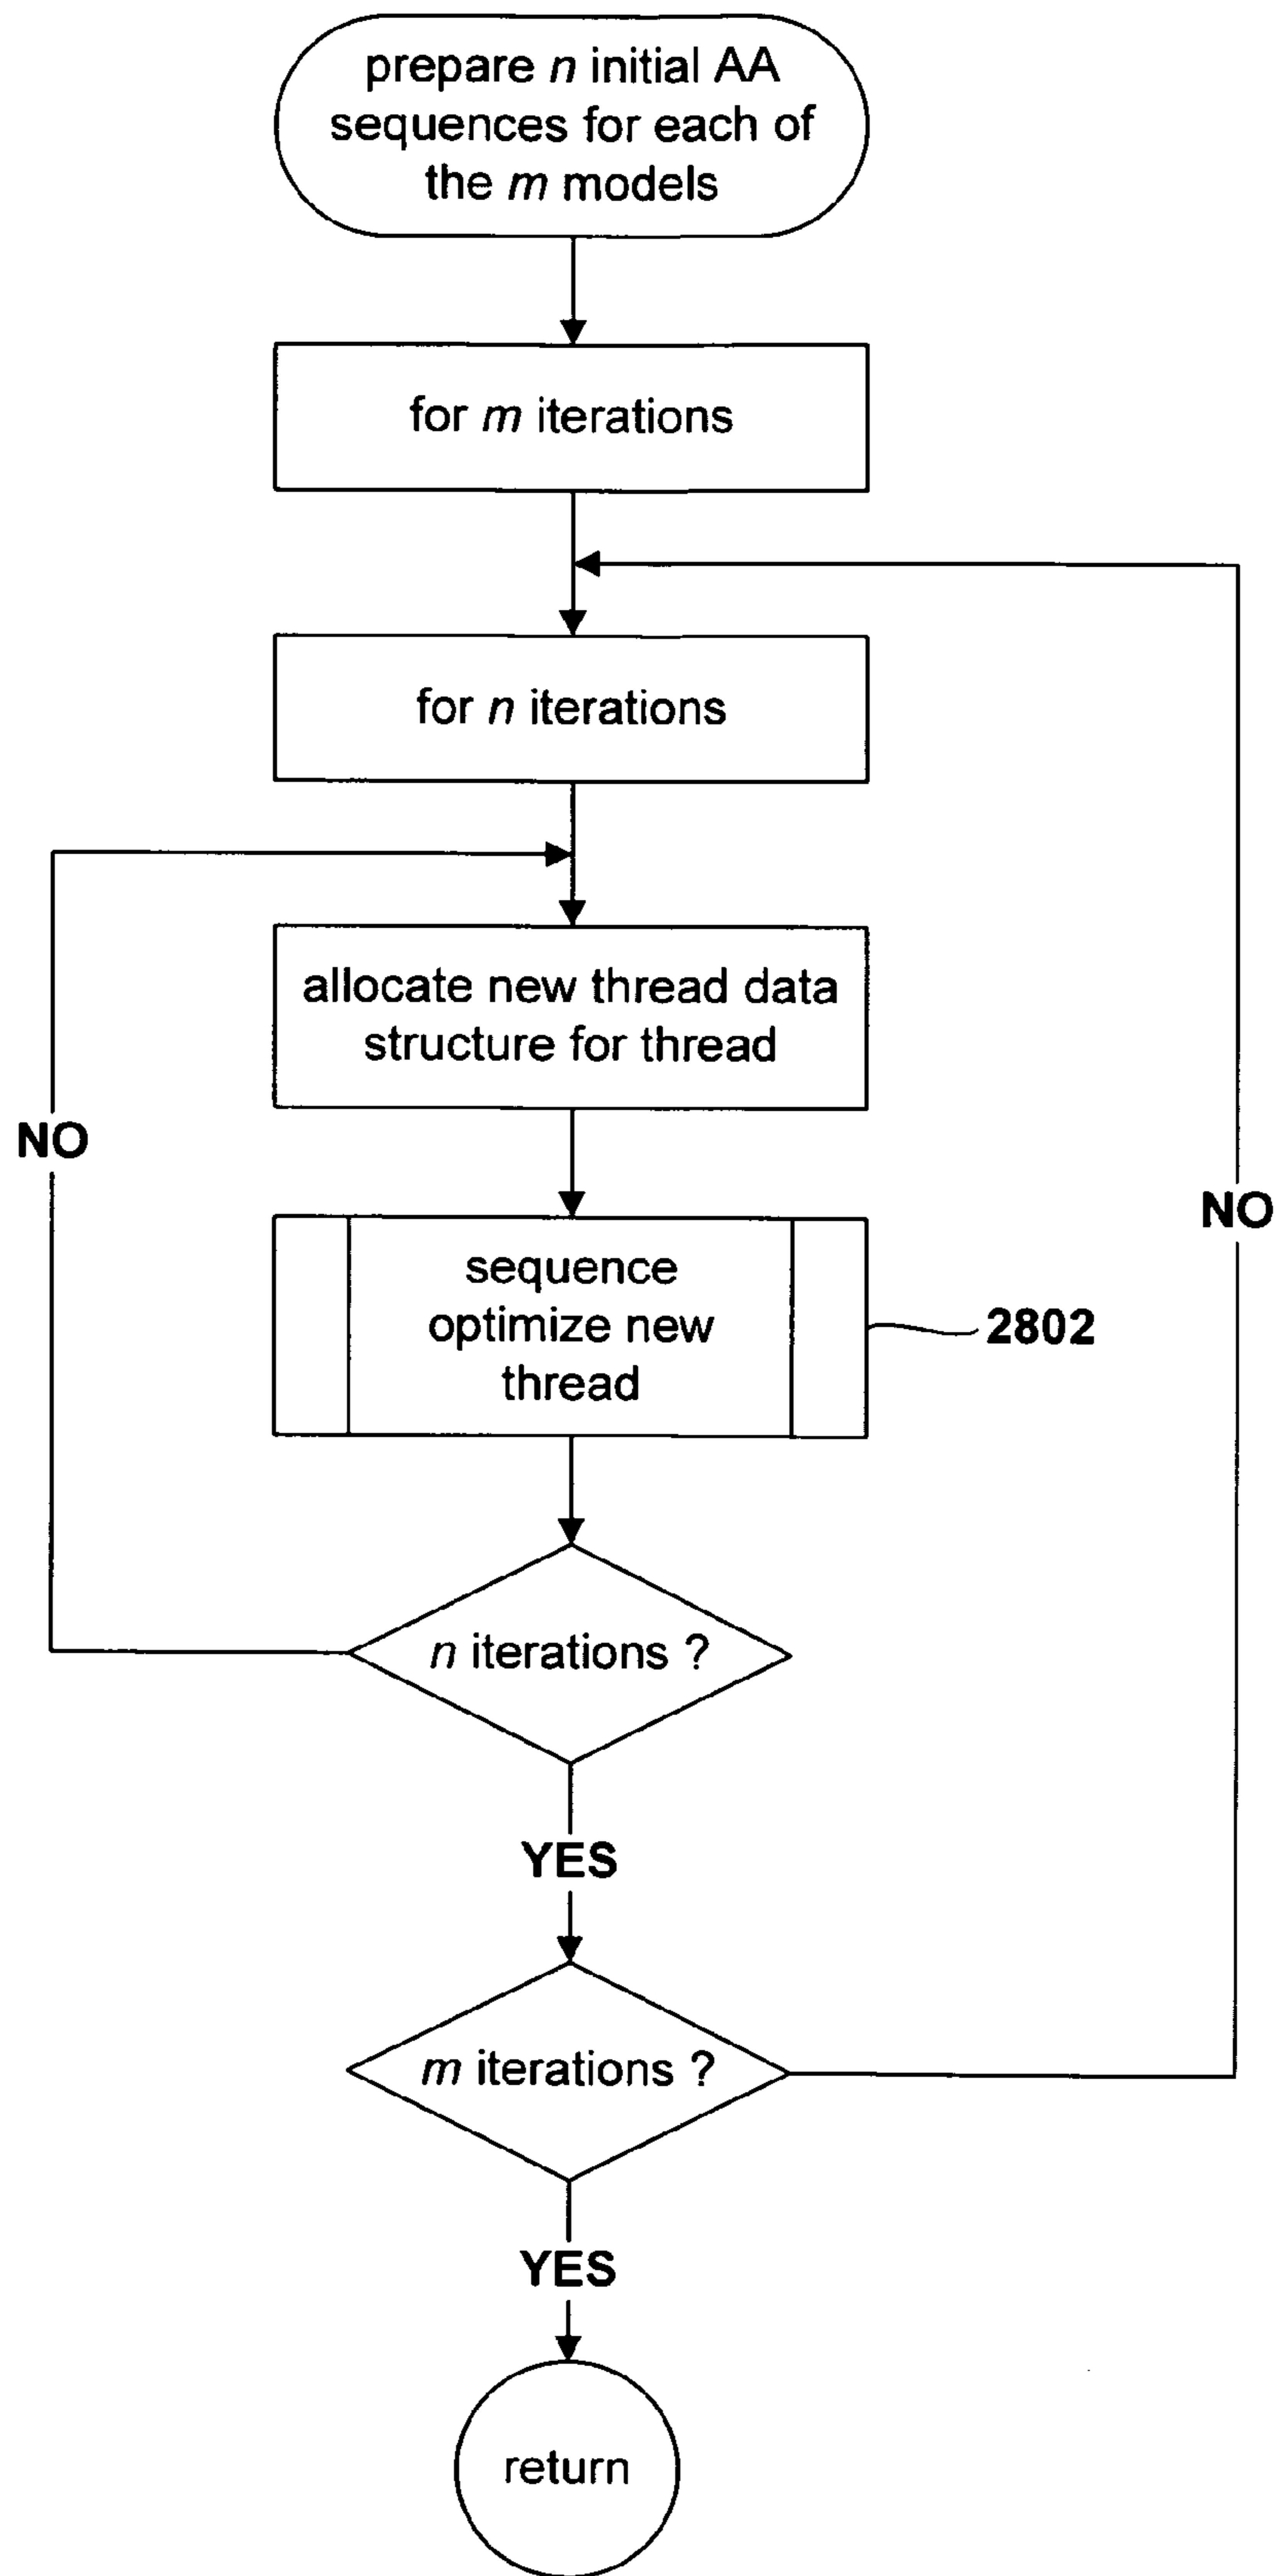 prepare n initial AA
sequences for each of
the m models
for m iterations
for n iterations
allocate new thread data
structure for thread
NO
NO
sequence
optimize new
thread
2802
n iterations ?
YES
m iterations ?
YES
return